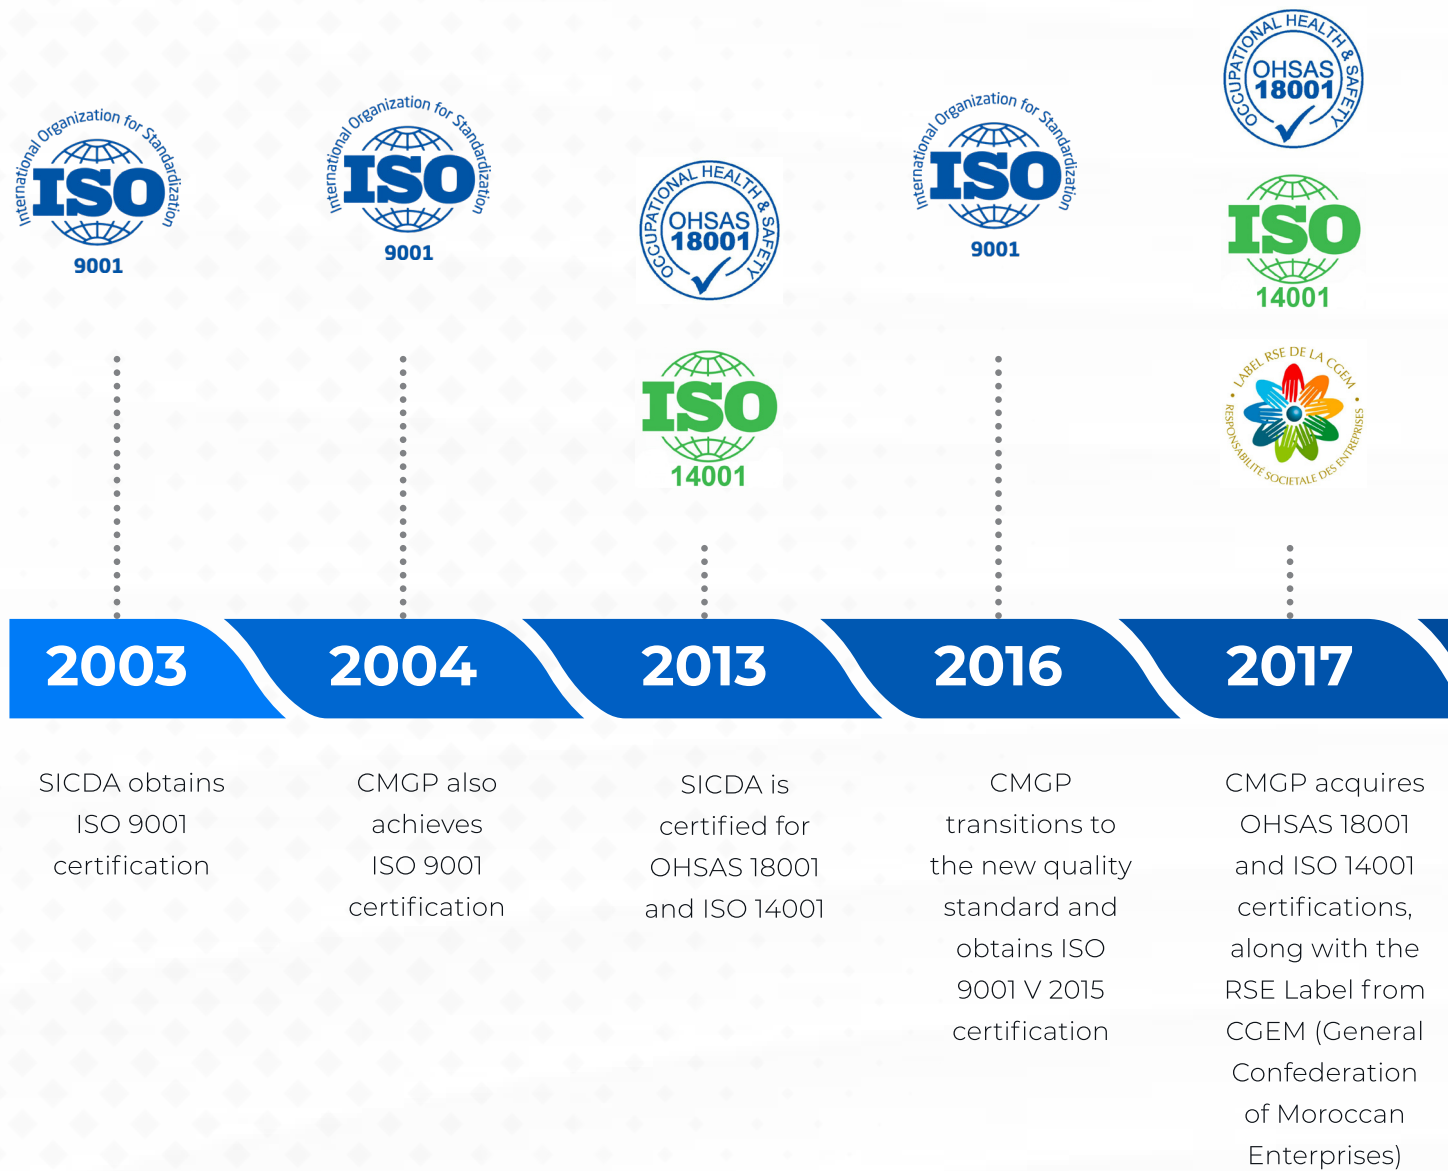 International Organization for Standardization
ISO
9001
International Organization for Standardization
ISO
9001
OCCUPATIONAL HEALTH & SAFETY
OHSAS
18001
ISO
14001
International Organization for Standardization
ISO
9001
OCCUPATIONAL HEALTH & SAFETY
OHSAS
18001
ISO
14001
LABEL RSE DE LA CGEM
RESPONSABILITÉ SOCIETALE DES ENTREPRISES
2003
SICDA obtains
ISO 9001
certification
2004
CMGP also
achieves
ISO 9001
certification
2013
SICDA is
certified for
OHSAS 18001
and ISO 14001
2016
CMGP
transitions to
the new quality
standard and
obtains ISO
9001 V 2015
certification
2017
CMGP acquires
OHSAS 18001
and ISO 14001
certifications,
along with the
RSE Label from
CGEM (General
Confederation
of Moroccan
Enterprises)